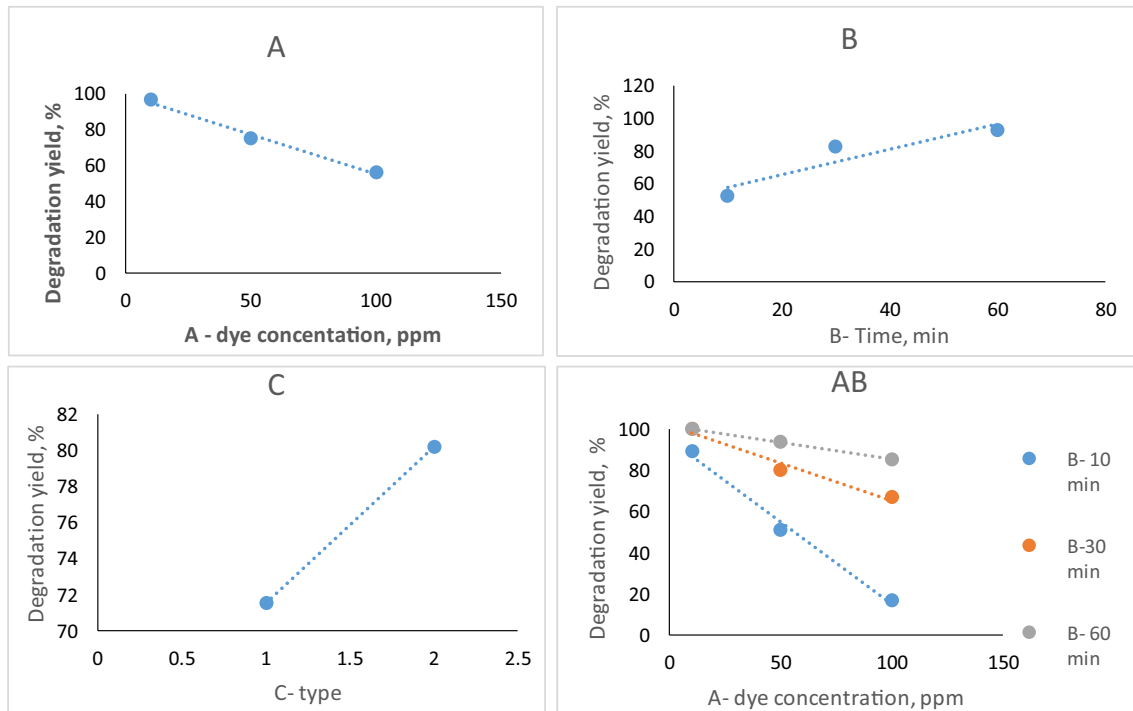 A
Degradation yield, %
100
80
60
40
20
0
0 50 100 150
A - dye concentation, ppm
B
Degradation yield, %
120
100
80
60
40
20
0
0 20 40 60 80
B- Time, min
C
Degradation yield, %
82
80
78
76
74
72
70
0 0.5 1 1.5 2 2.5
C- type
AB
Degradation yield, %
100
80
60
40
20
0
0 50 100 150
A- dye concentration, ppm
B- 10
min
B-30
min
B- 60
min